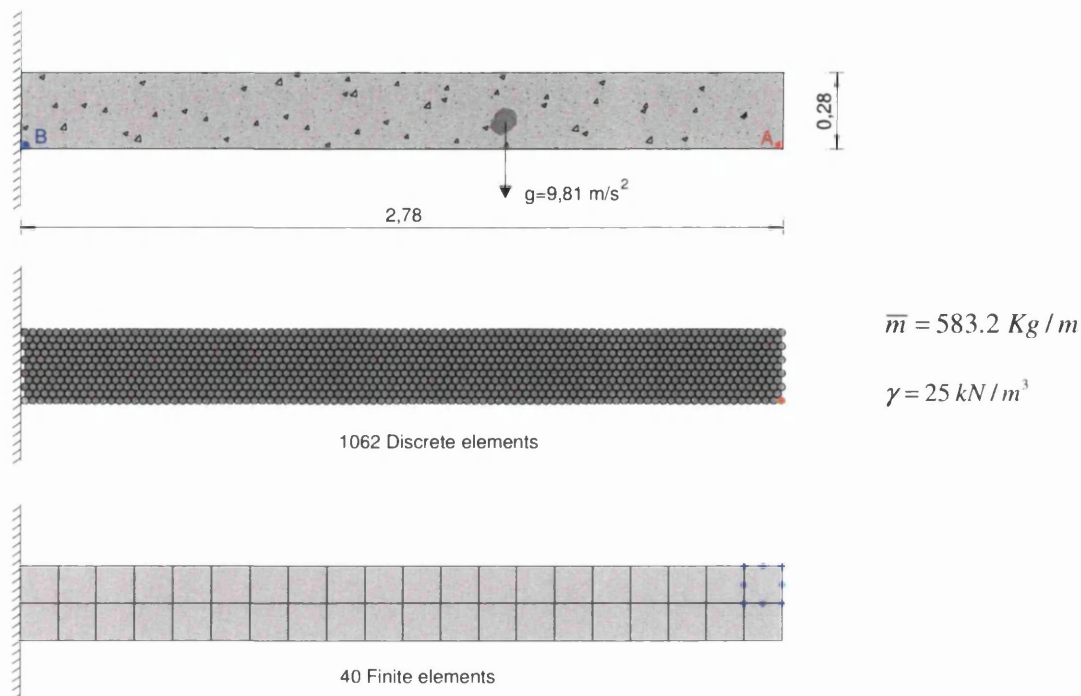 B
A
0,28
g=9,81 m/s²
2,78
m̅ = 583.2 Kg / m
γ = 25 kN / m³
1062 Discrete elements
40 Finite elements